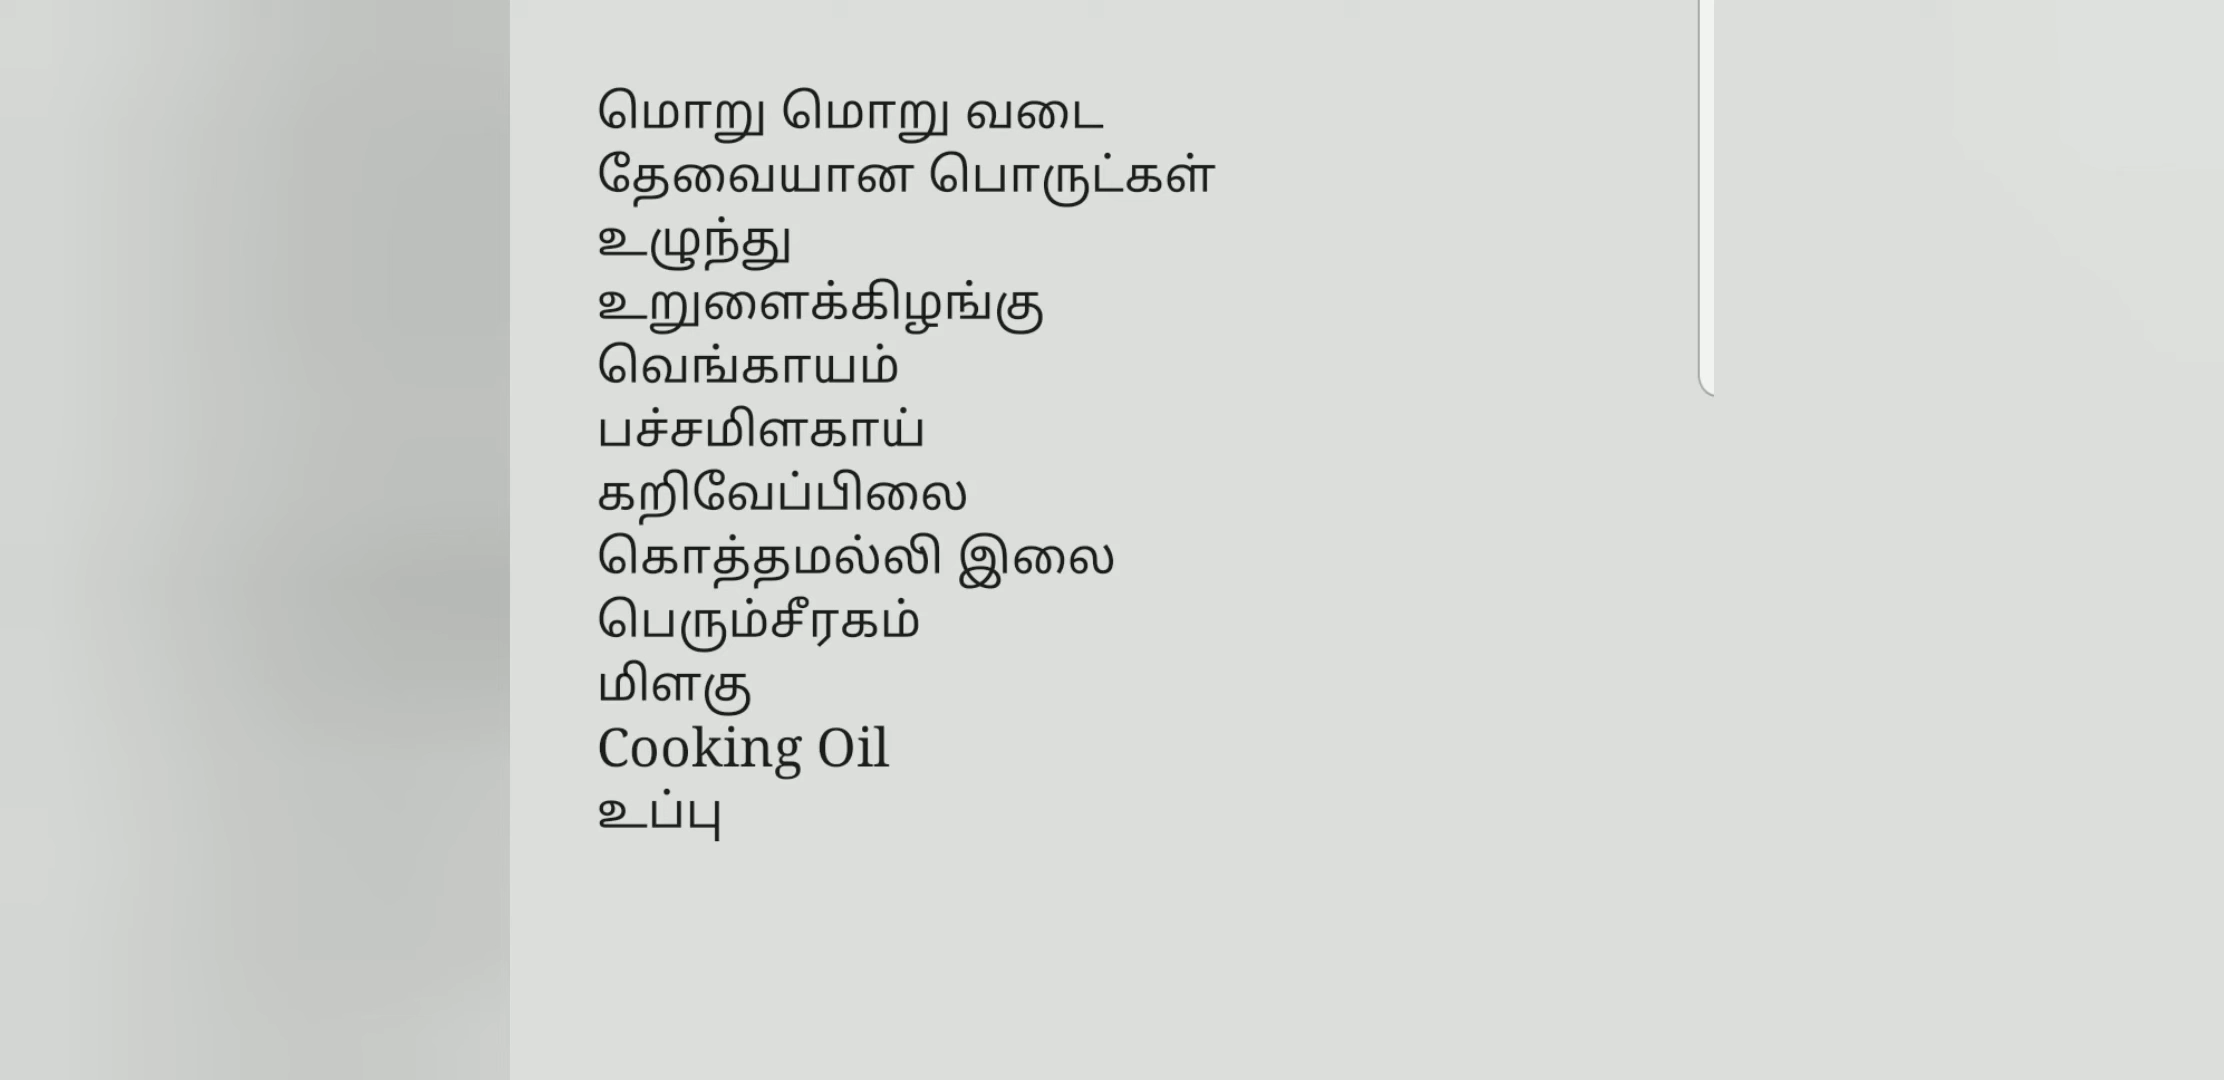 மொறு மொறு வடை
தேவையான பொருட்கள்
உழுந்து
உறுளைக்கிழங்கு
வெங்காயம்
பச்சமிளகாய்
கறிவேப்பிலை
கொத்தமல்லி இலை
பெரும்சீரகம்
மிளகு
Cooking Oil
உப்பு